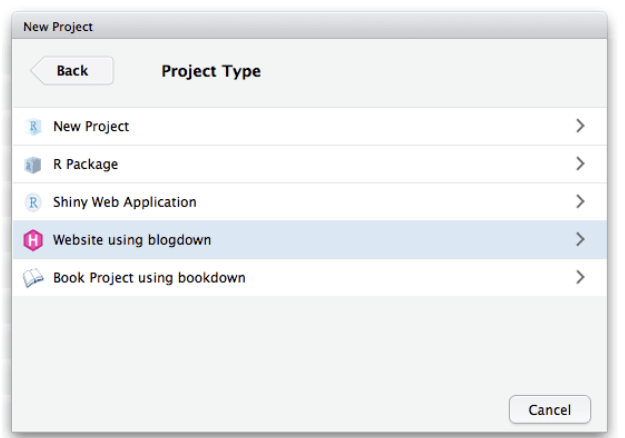 New Project
Back
Project Type
New Project
R Package
Shiny Web Application
Website using blogdown
Book Project using bookdown
Cancel